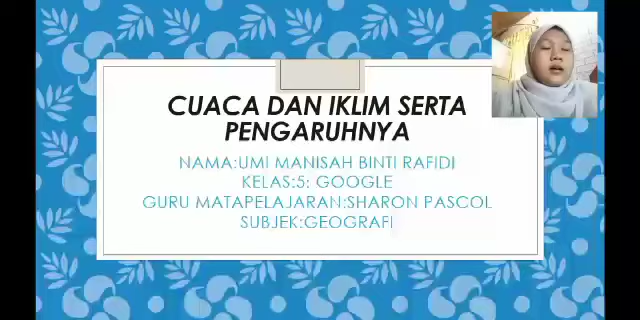 CUACA DAN IKLIM SERTA
PENGARUHNYA
NAMA:UMI MANISAH BINTI RAFIDI
KELAS:5: GOOGLE
GURU MATAPELAJARAN:SHARON PASCOL
SUBJEK:GEOGRAFI